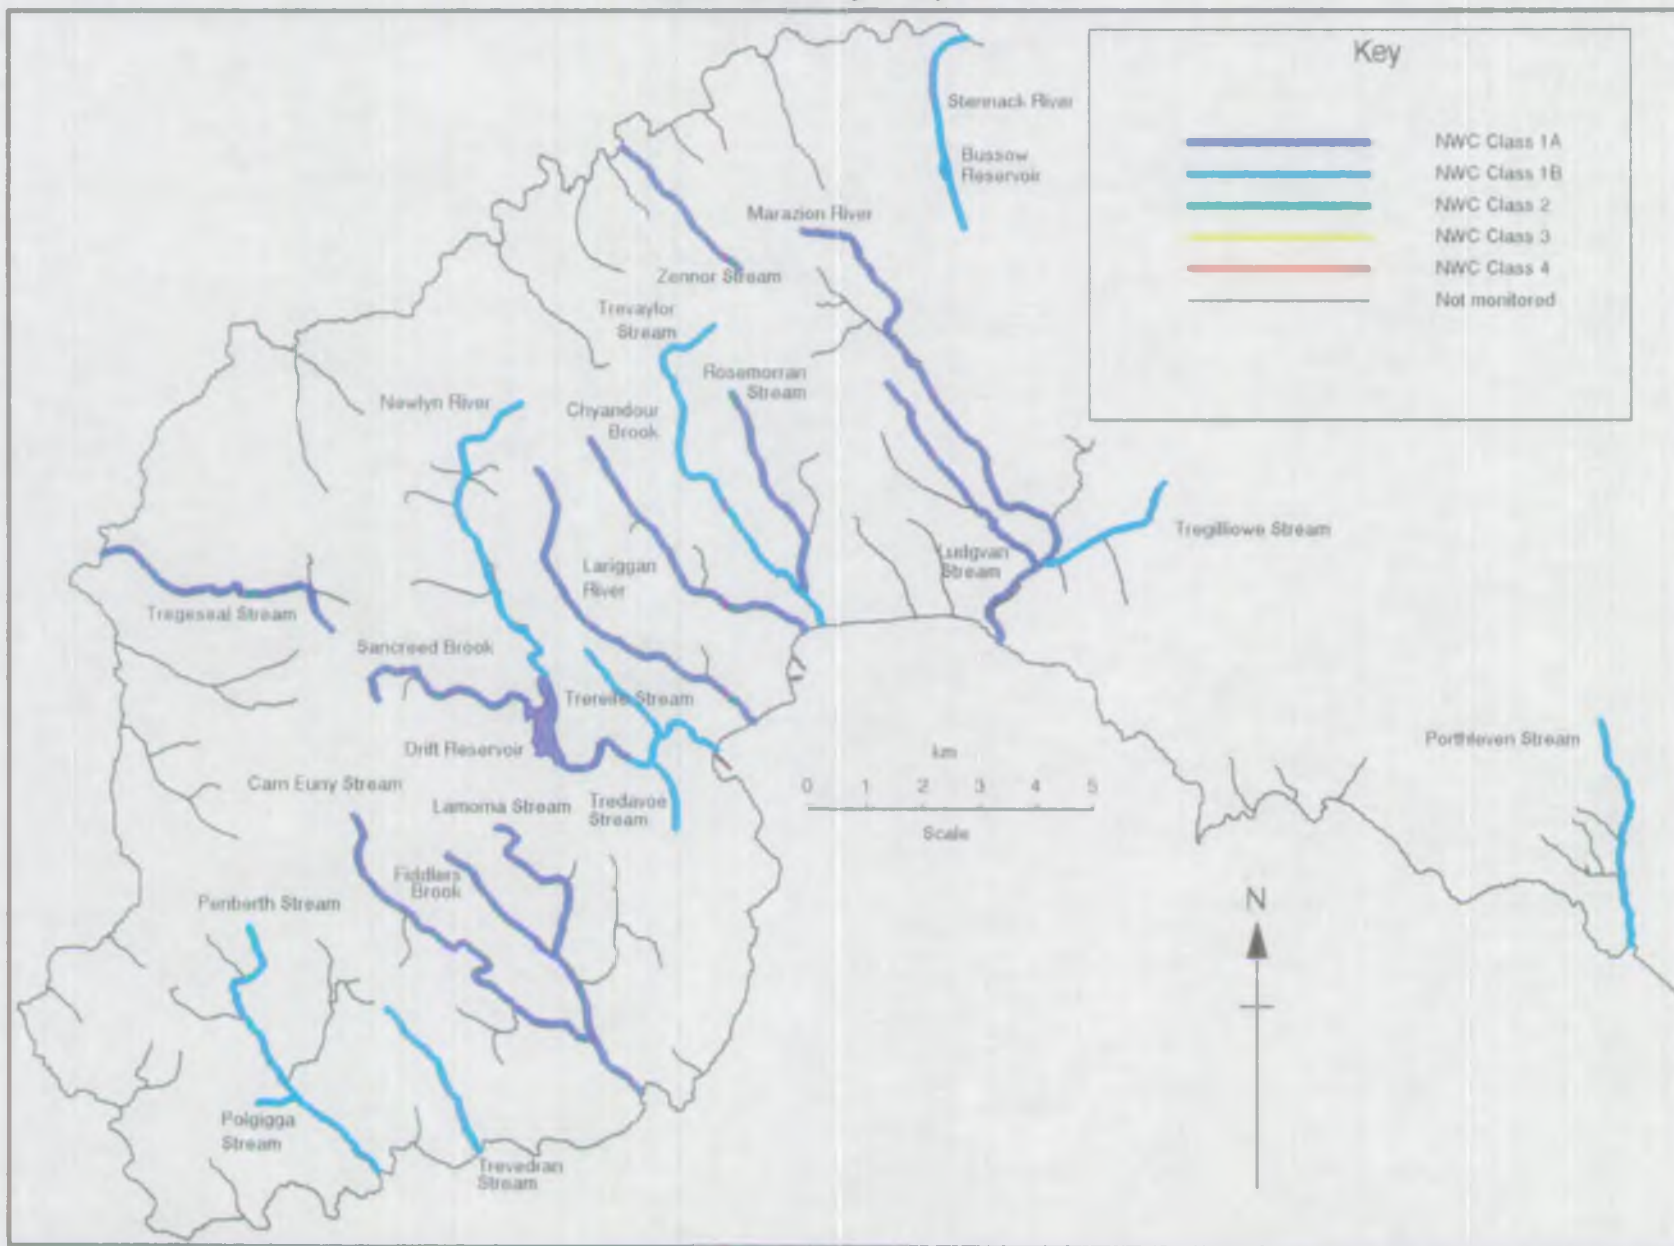 Key
NWC Class 1A
NWC Class 1B
NWC Class 2
NWC Class 3
NWC Class 4
Not monitored
Stennack River
Bussow
Reservoir
Marazion River
Zennor Stream
Trevaylor
Stream
Rosemorran
Stream
Newlyn River
Chyandour
Brook
Tregilliowe Stream
Ludgvan
Stream
Lariggan
River
Tregeseal Stream
Sancreed Brook
Trereife Stream
Drift Reservoir
Porthleven Stream
km
0 1 2 3 4 5
Scale
Carn Euny Stream
Lamorna Stream
Tredavoe
Stream
Fiddlers
Brook
Penberth Stream
N
Polgigga
Stream
Trevedran
Stream